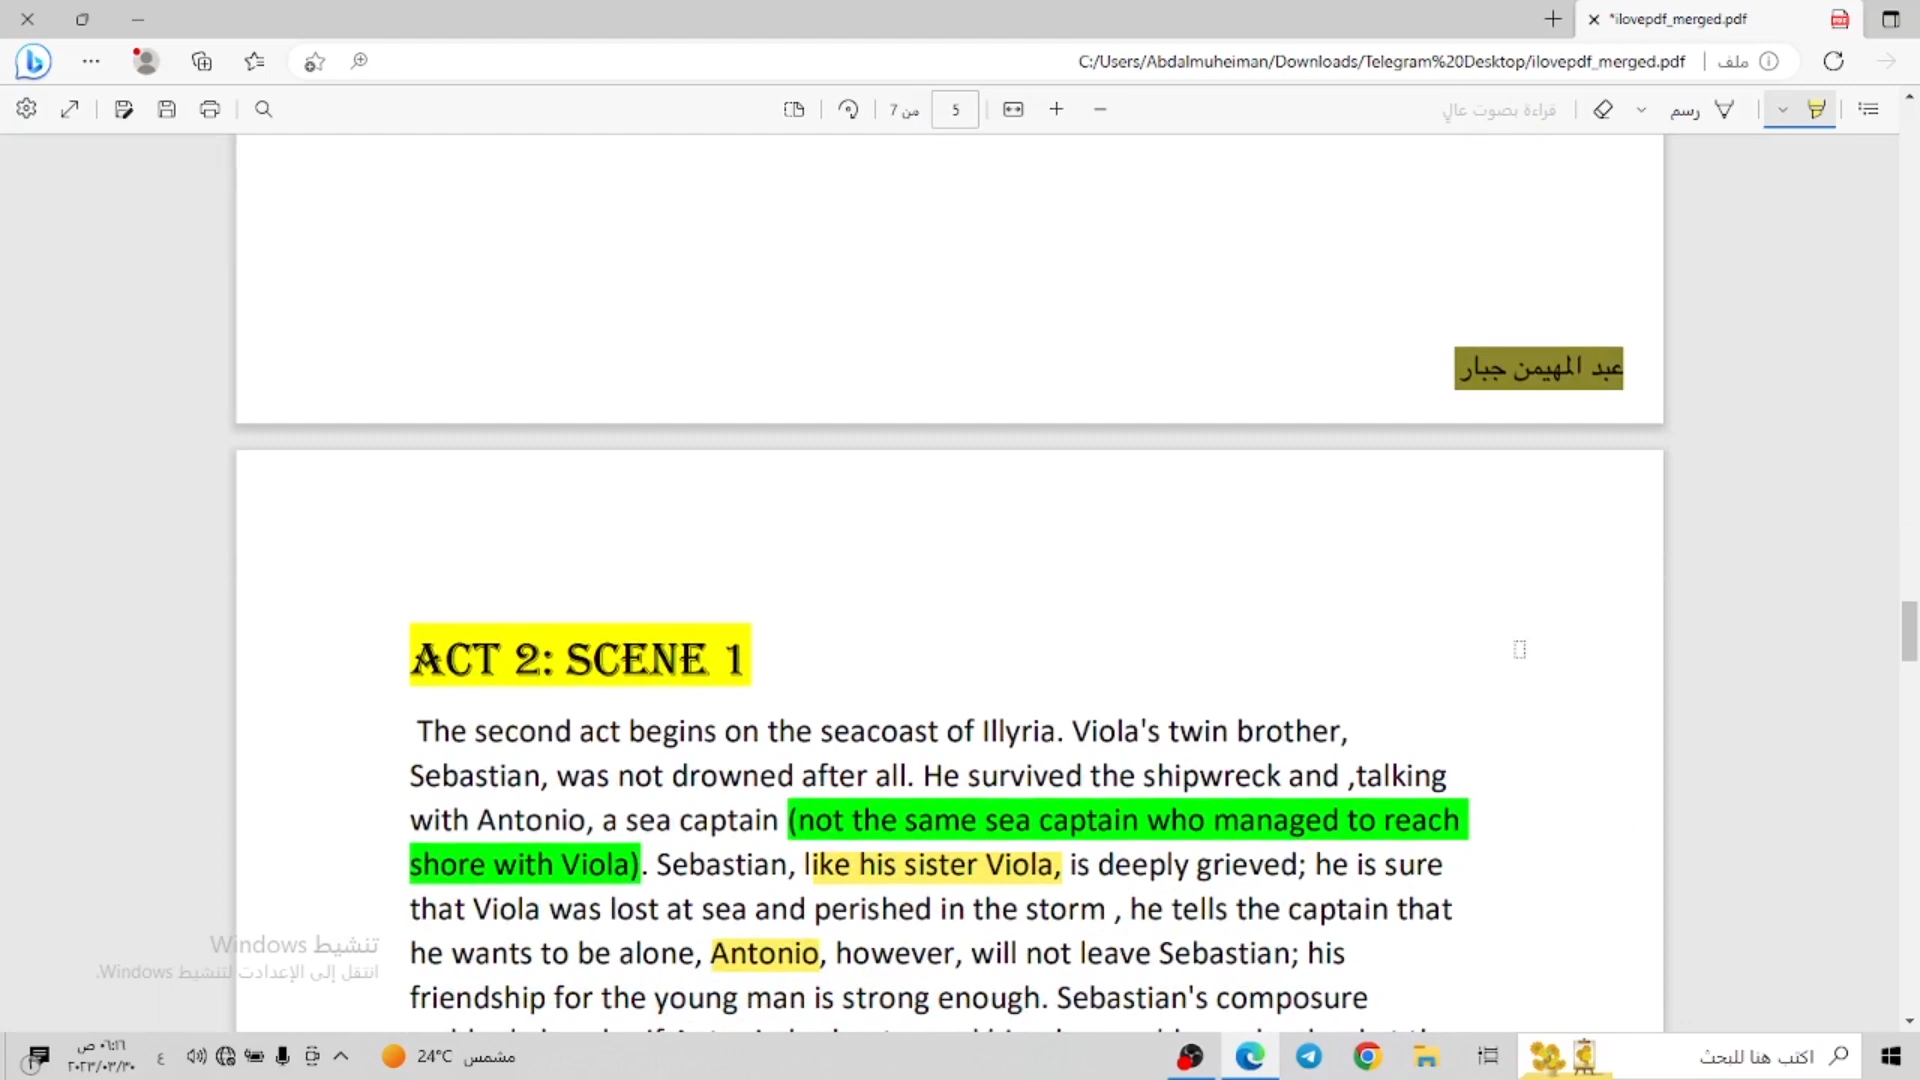 *ilovepdf_merged.pdf
C:/Users/Abdalmuheiman/Downloads/Telegram%20Desktop/ilovepdf_merged.pdf
ملف
5
من 7
قراءة بصوت عالٍ
رسم
عبد المهيمن جبار
ACT 2: SCENE 1
The second act begins on the seacoast of Illyria. Viola's twin brother,
Sebastian, was not drowned after all. He survived the shipwreck and ,talking
with Antonio, a sea captain (not the same sea captain who managed to reach
shore with Viola). Sebastian, like his sister Viola, is deeply grieved; he is sure
that Viola was lost at sea and perished in the storm , he tells the captain that
he wants to be alone, Antonio, however, will not leave Sebastian; his
friendship for the young man is strong enough. Sebastian's composure
تنشيط Windows
انتقل إلى الإعدادت لتنشيط Windows.
٠٦:١٦ ص
٢٠٢٣/٠٣/٣٠
ع
24°C مشمس
اكتب هنا للبحث